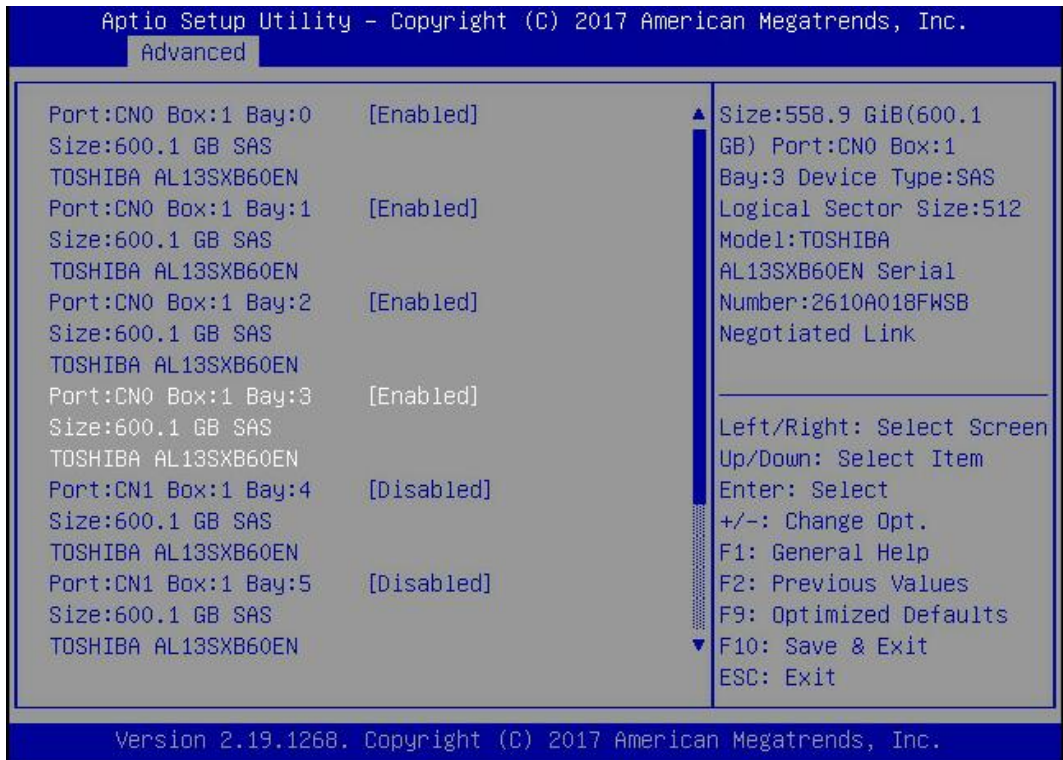 Aptio Setup Utility – Copyright (C) 2017 American Megatrends, Inc.
Advanced
Port:CN0 Box:1 Bay:0 [Enabled]
Size:600.1 GB SAS
TOSHIBA AL13SXB60EN
Port:CN0 Box:1 Bay:1 [Enabled]
Size:600.1 GB SAS
TOSHIBA AL13SXB60EN
Port:CN0 Box:1 Bay:2 [Enabled]
Size:600.1 GB SAS
TOSHIBA AL13SXB60EN
Port:CN0 Box:1 Bay:3 [Enabled]
Size:600.1 GB SAS
TOSHIBA AL13SXB60EN
Port:CN1 Box:1 Bay:4 [Disabled]
Size:600.1 GB SAS
TOSHIBA AL13SXB60EN
Port:CN1 Box:1 Bay:5 [Disabled]
Size:600.1 GB SAS
TOSHIBA AL13SXB60EN
Size:558.9 GiB(600.1
GB) Port:CN0 Box:1
Bay:3 Device Type:SAS
Logical Sector Size:512
Model:TOSHIBA
AL13SXB60EN Serial
Number:2610A018FWSB
Negotiated Link
Left/Right: Select Screen
Up/Down: Select Item
Enter: Select
+/-: Change Opt.
F1: General Help
F2: Previous Values
F9: Optimized Defaults
F10: Save & Exit
ESC: Exit
Version 2.19.1268. Copyright (C) 2017 American Megatrends, Inc.